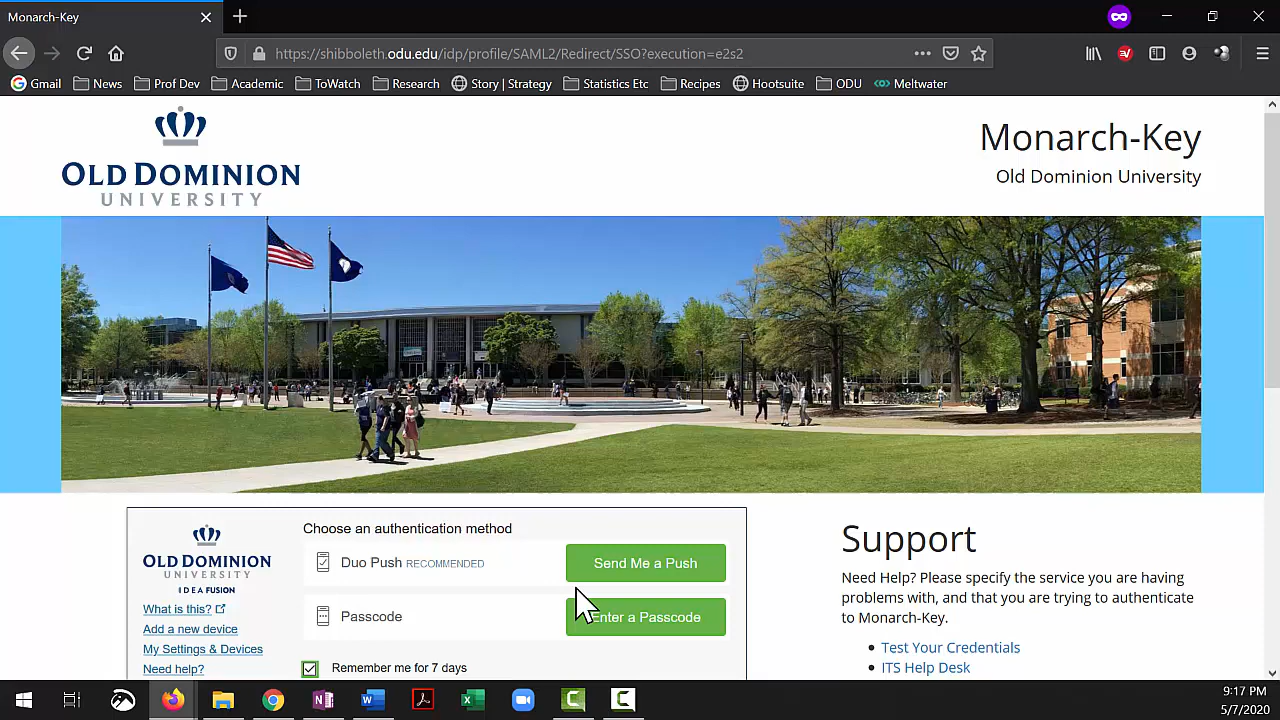 Monarch-Key
https://shibboleth.odu.edu/idp/profile/SAML2/Redirect/SSO?execution=e2s2
Gmail News Prof Dev Academic ToWatch Research Story | Strategy Statistics Etc Recipes Hootsuite ODU Meltwater
OLD DOMINION
UNIVERSITY
Monarch-Key
Old Dominion University
OLD DOMINION
UNIVERSITY
IDEA FUSION
What is this?
Add a new device
My Settings & Devices
Need help?
Choose an authentication method
Duo Push RECOMMENDED Send Me a Push
Passcode Enter a Passcode
Remember me for 7 days
Support
Need Help? Please specify the service you are having
problems with, and that you are trying to authenticate
to Monarch-Key.
Test Your Credentials
ITS Help Desk
9:17 PM
5/7/2020